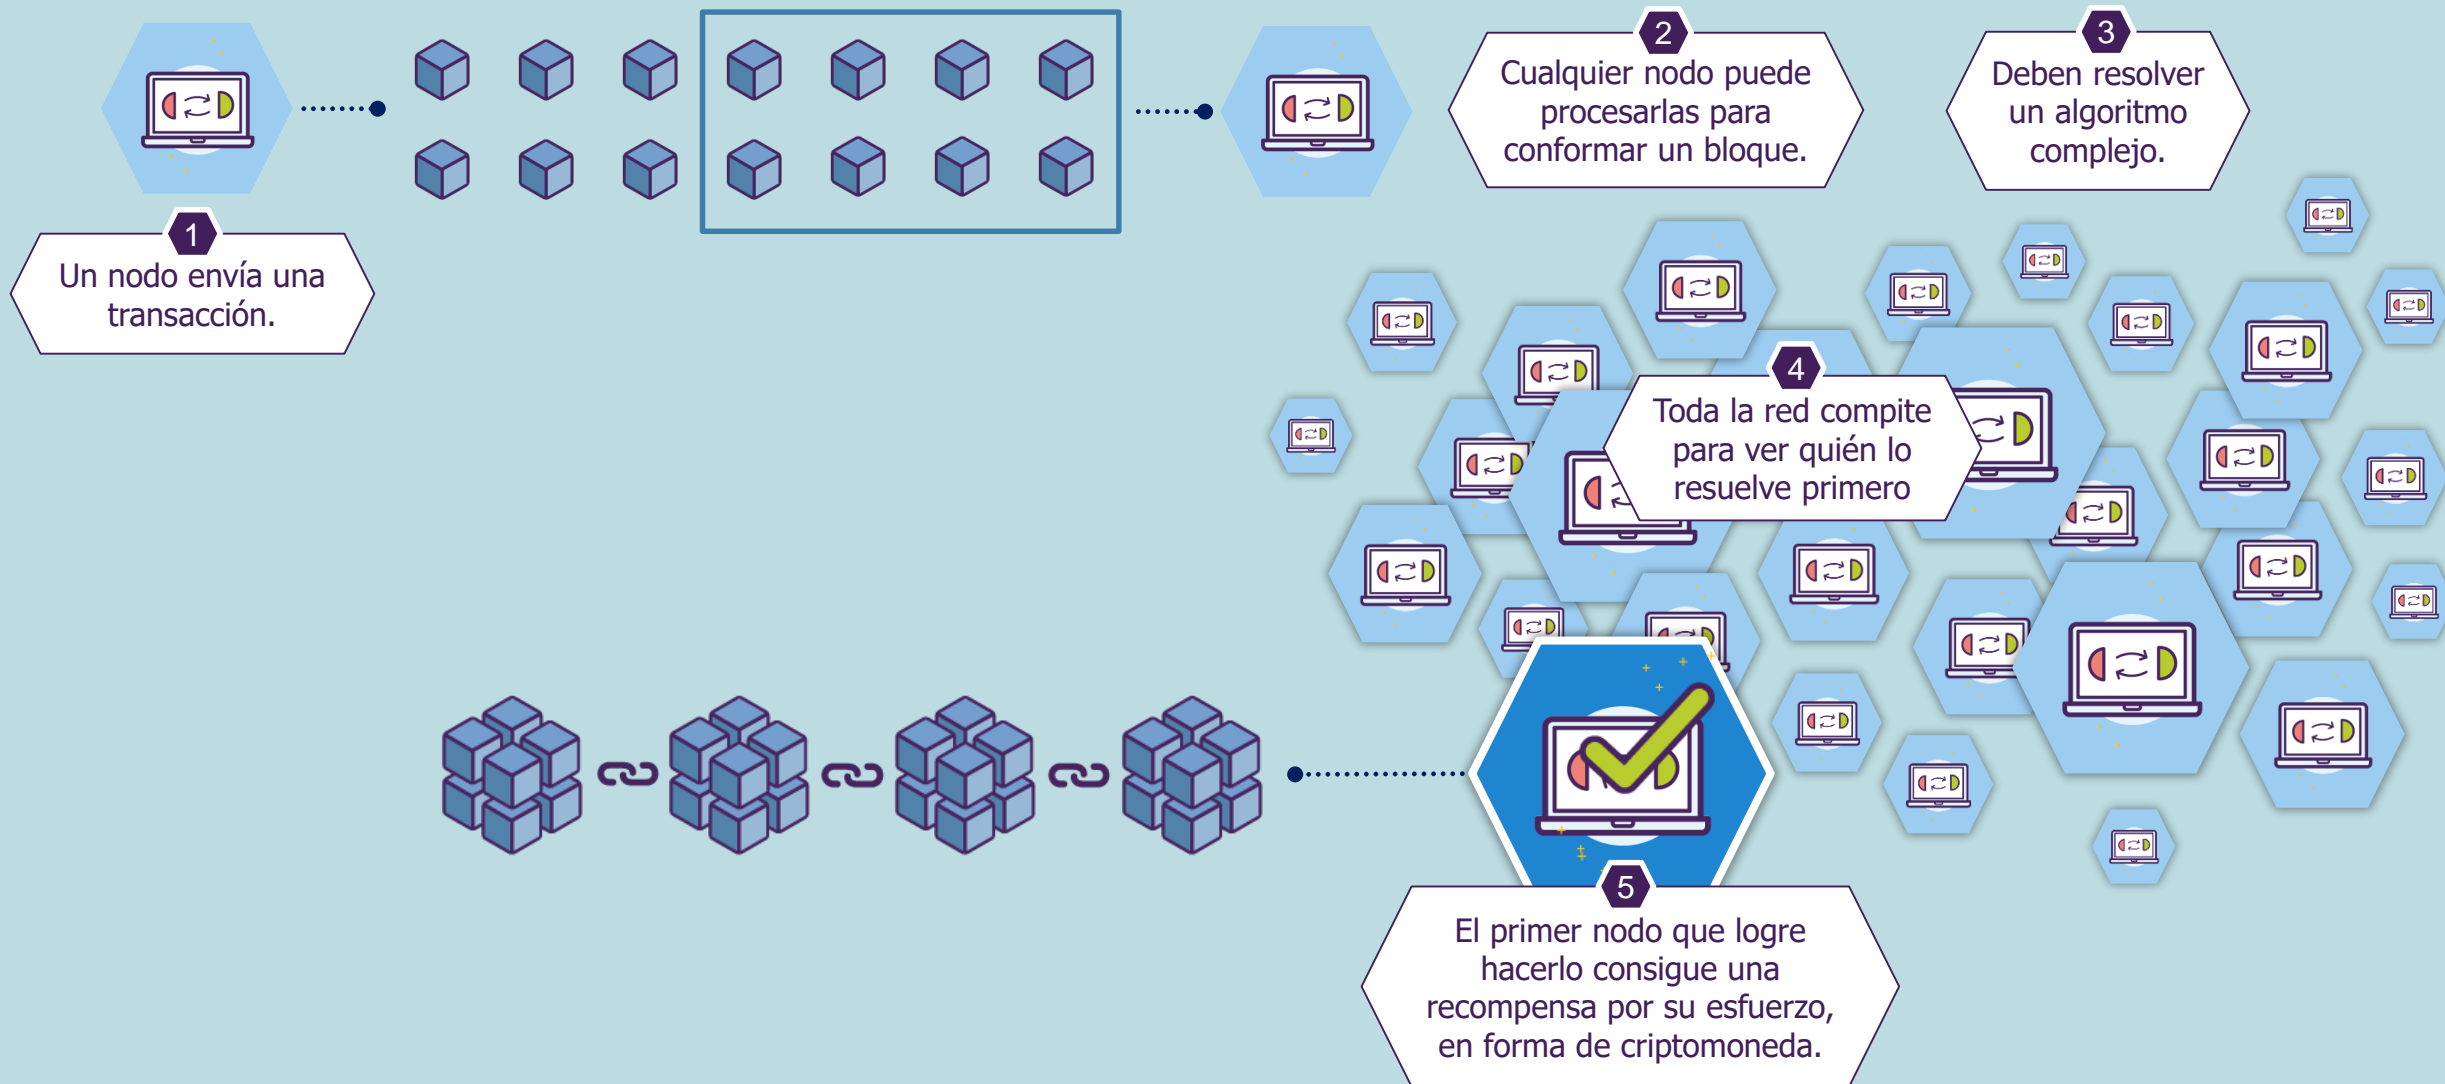 1
Un nodo envía una
transacción.
2
Cualquier nodo puede
procesarlas para
conformar un bloque.
3
Deben resolver
un algoritmo
complejo.
4
Toda la red compite
para ver quién lo
resuelve primero
5
El primer nodo que logre
hacerlo consigue una
recompensa por su esfuerzo,
en forma de criptomoneda.